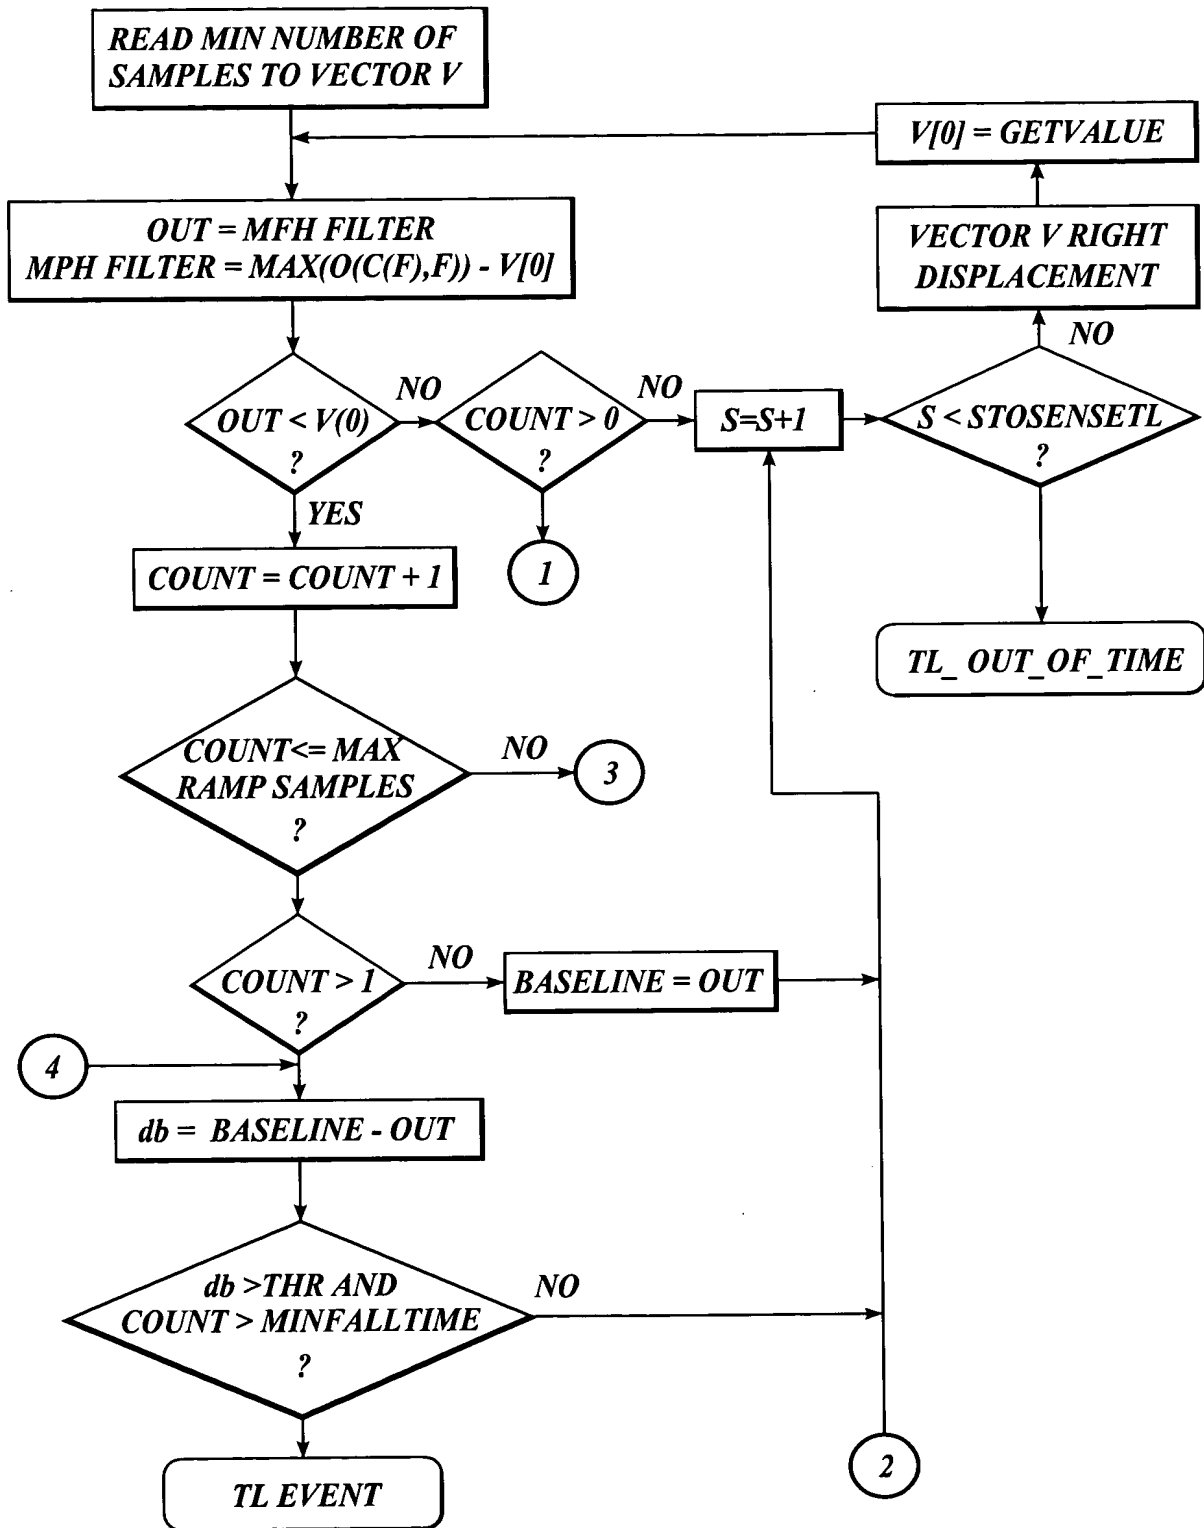 READ MIN NUMBER OF
SAMPLES TO VECTOR V
V[0] = GETVALUE
OUT = MFH FILTER
MPH FILTER = MAX(O(C(F),F)) - V[0]
VECTOR V RIGHT
DISPLACEMENT
NO
OUT < V(0)
?
NO
COUNT > 0
?
NO
S=S+1
S < STOSENSETL
?
YES
COUNT = COUNT + 1
1
TL_ OUT_OF_TIME
COUNT<= MAX
RAMP SAMPLES
?
NO
3
COUNT > 1
?
NO
BASELINE = OUT
4
db = BASELINE - OUT
db >THR AND
COUNT > MINFALLTIME
?
NO
2
TL EVENT